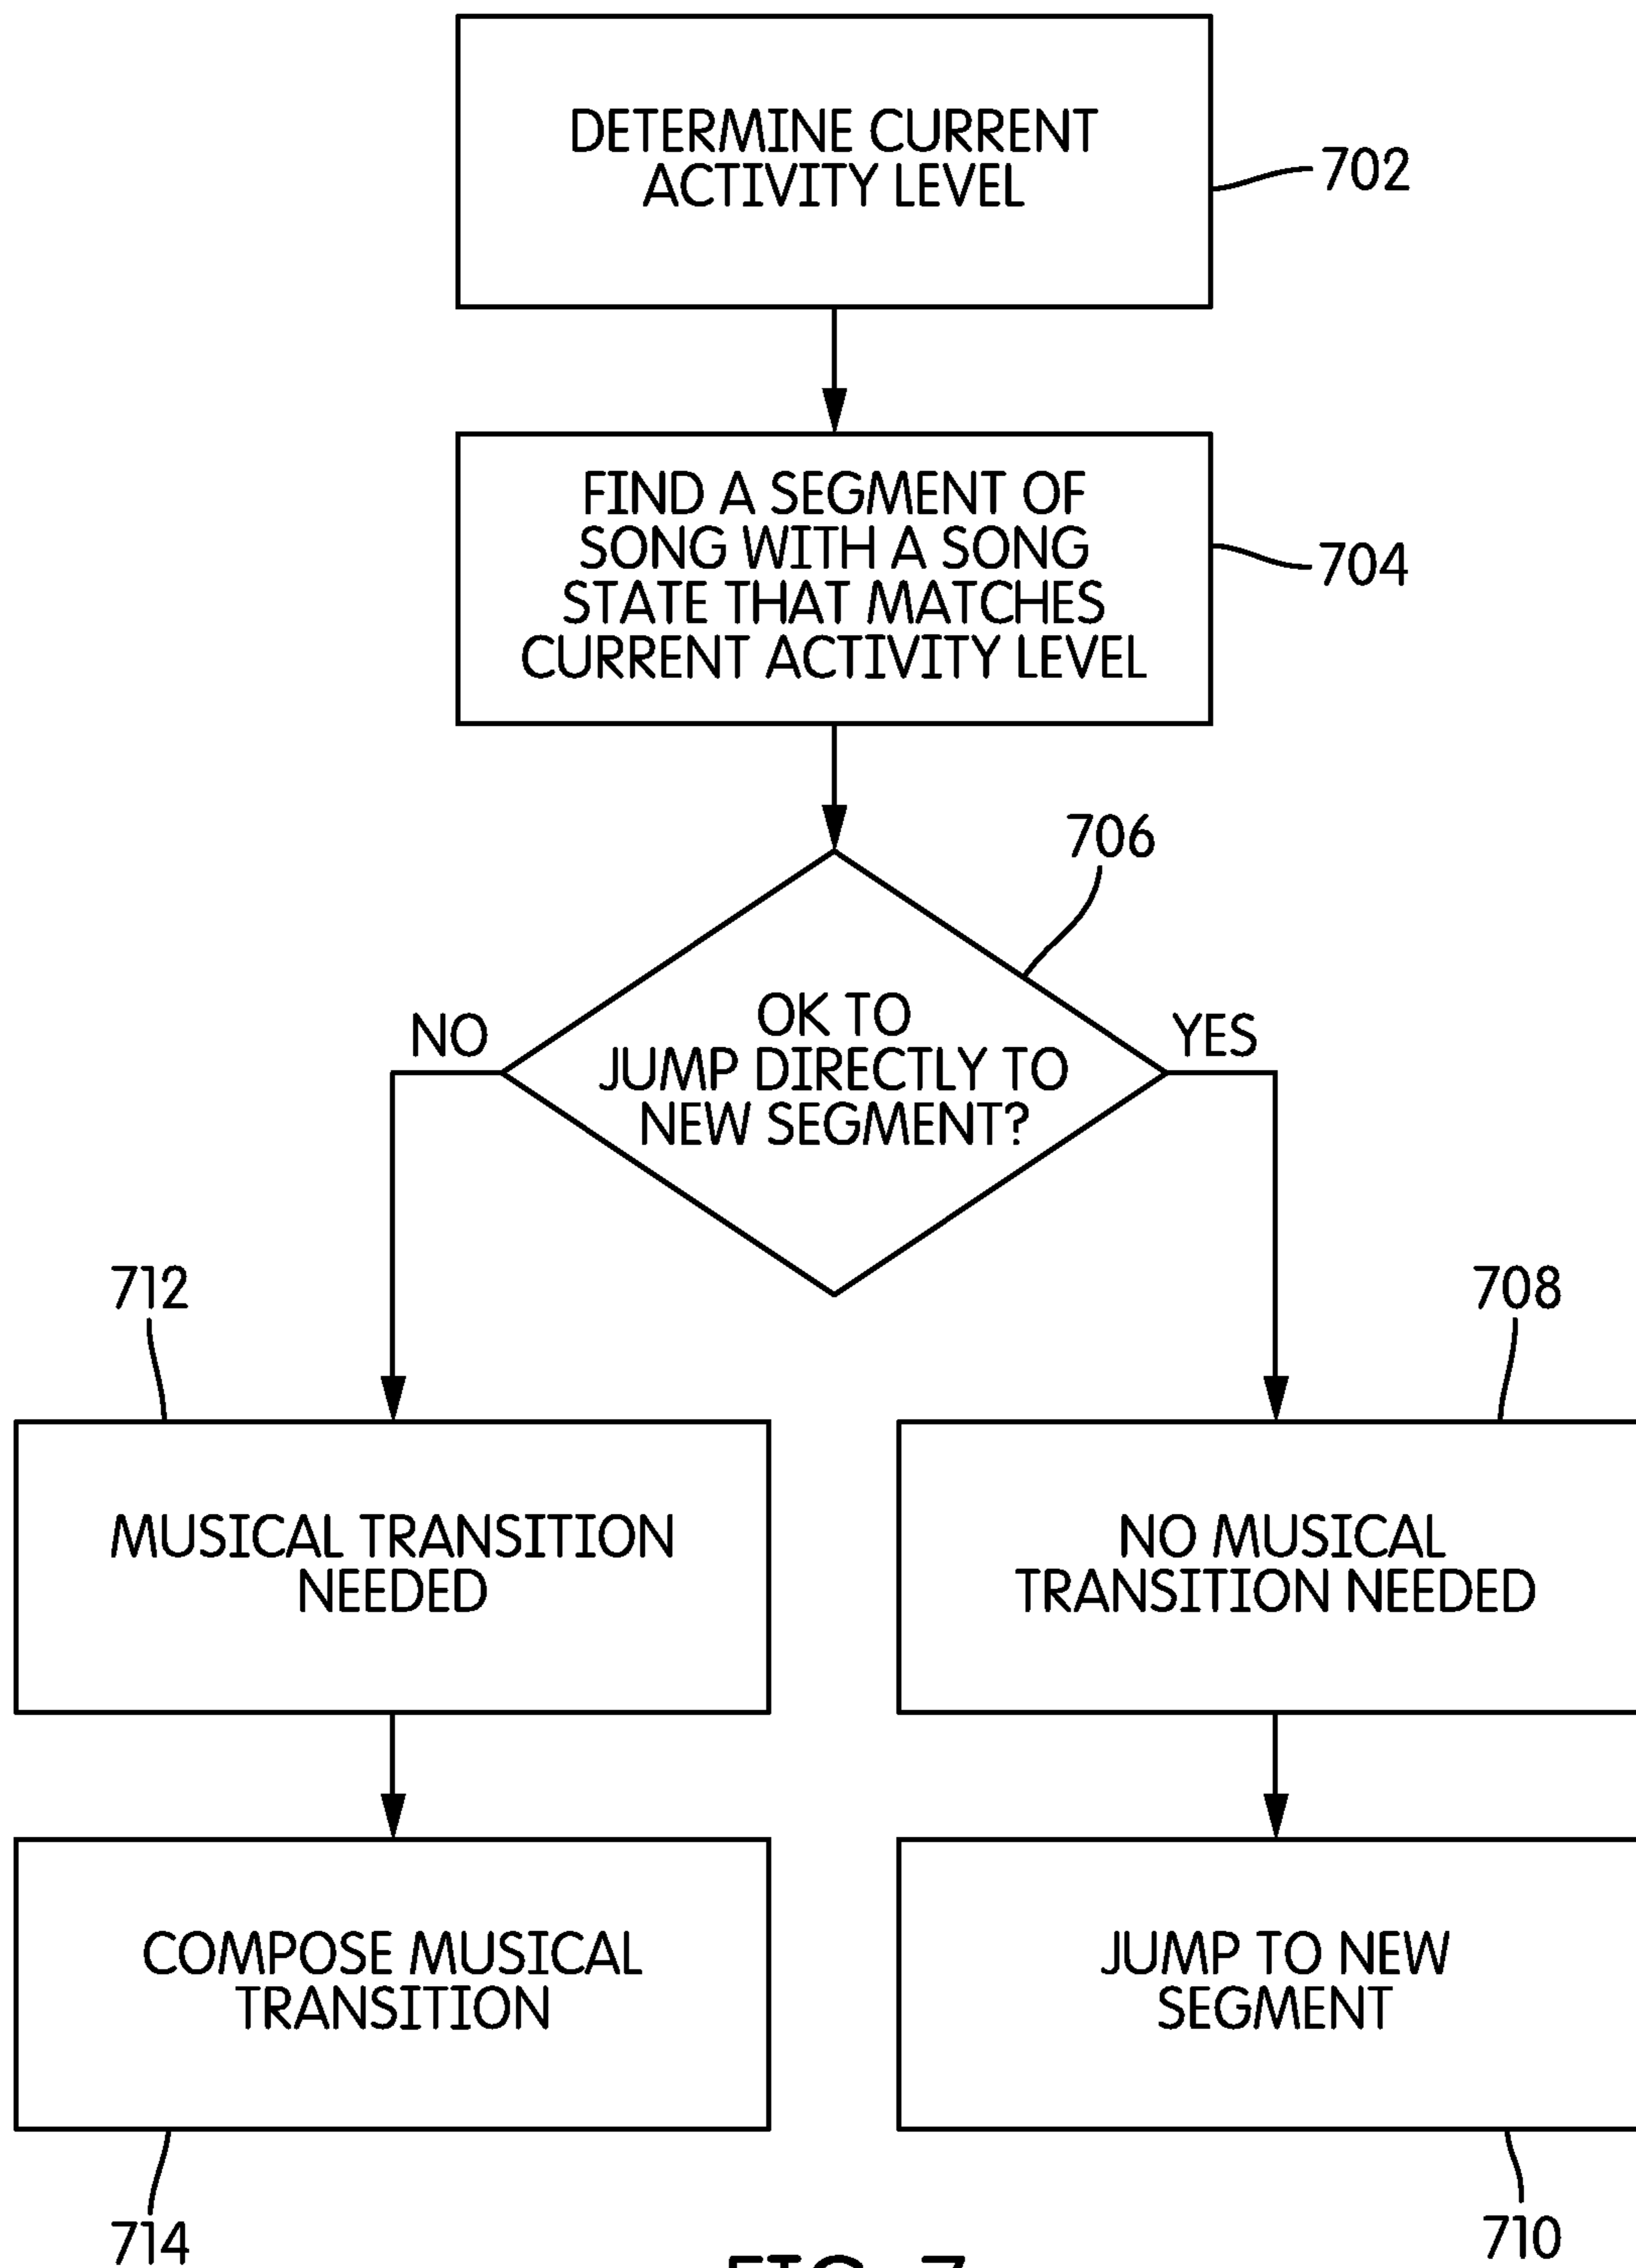 DETERMINE CURRENT
ACTIVITY LEVEL
702
FIND A SEGMENT OF
SONG WITH A SONG
STATE THAT MATCHES
CURRENT ACTIVITY LEVEL
704
706
OK TO
JUMP DIRECTLY TO
NEW SEGMENT?
NO
YES
712
708
MUSICAL TRANSITION
NEEDED
NO MUSICAL
TRANSITION NEEDED
COMPOSE MUSICAL
TRANSITION
JUMP TO NEW
SEGMENT
714
710
FIG. 7